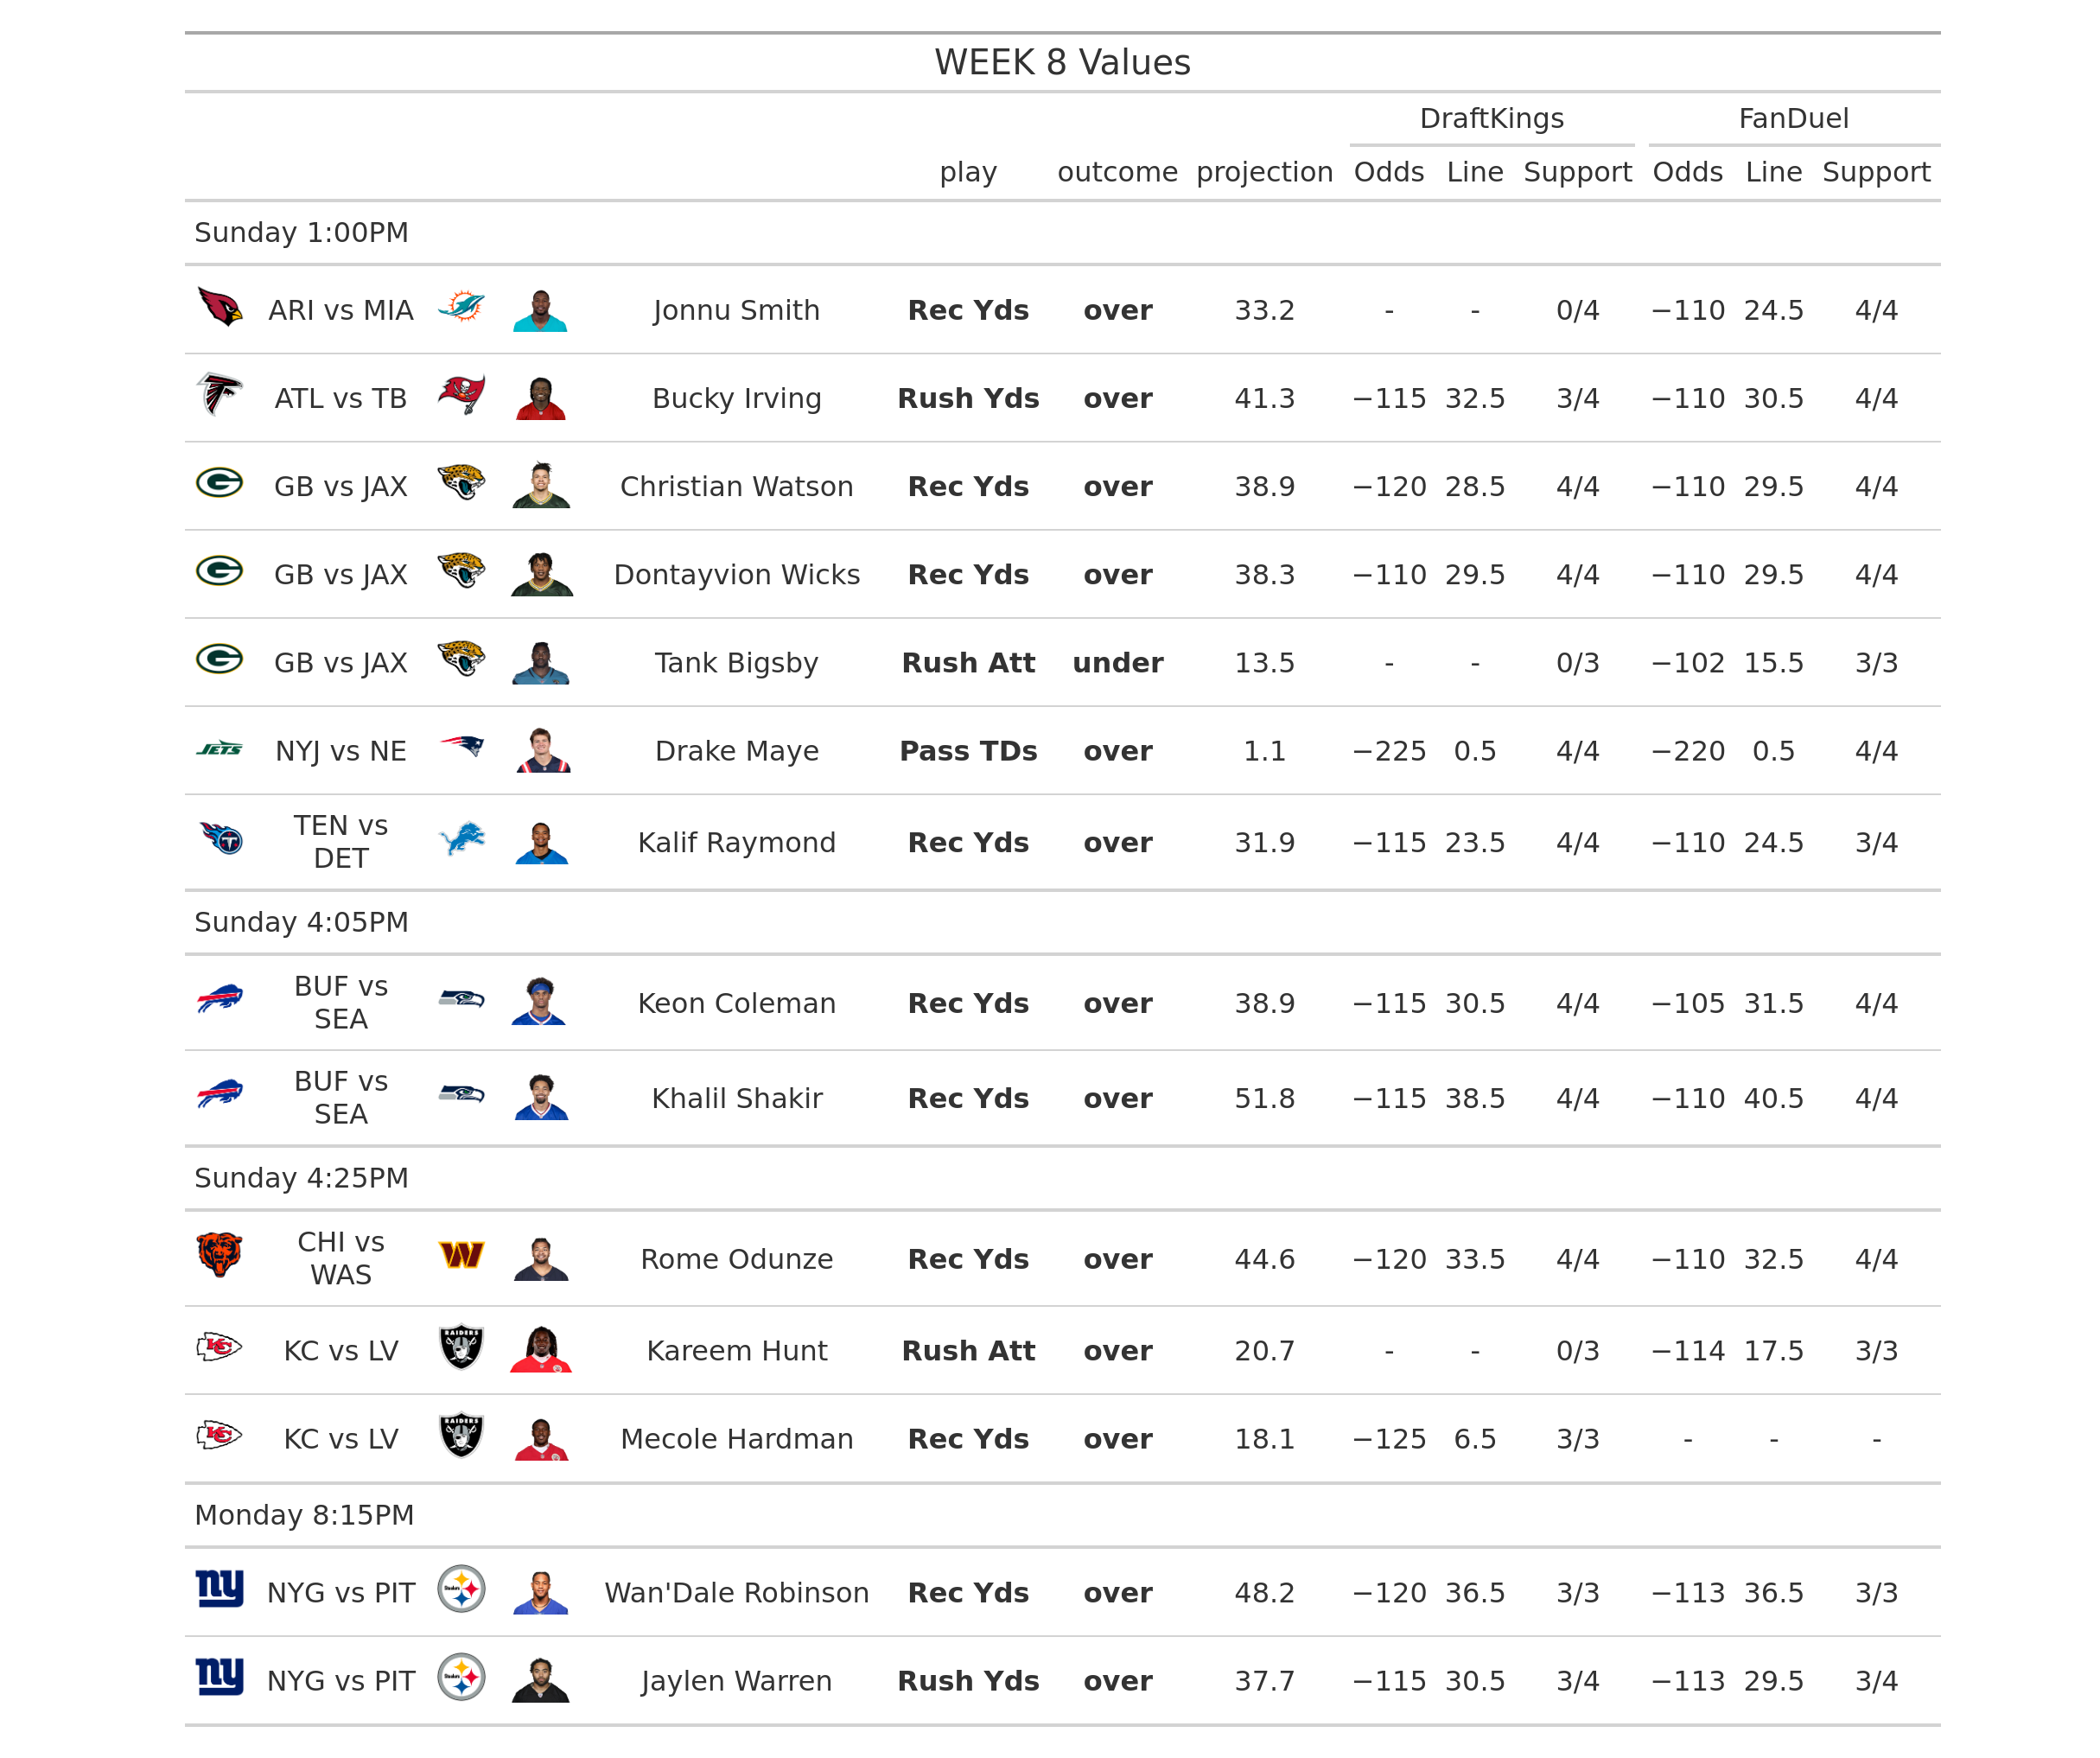 WEEK 8 Values
DraftKings FanDuel
play outcome projection Odds Line Support Odds Line Support
Sunday 1:00PM
ARI vs MIA Jonnu Smith Rec Yds over 33.2 - - 0/4 −110 24.5 4/4
ATL vs TB Bucky Irving Rush Yds over 41.3 −115 32.5 3/4 −110 30.5 4/4
GB vs JAX Christian Watson Rec Yds over 38.9 −120 28.5 4/4 −110 29.5 4/4
GB vs JAX Dontayvion Wicks Rec Yds over 38.3 −110 29.5 4/4 −110 29.5 4/4
GB vs JAX Tank Bigsby Rush Att under 13.5 - - 0/3 −102 15.5 3/3
JETS NYJ vs NE Drake Maye Pass TDs over 1.1 −225 0.5 4/4 −220 0.5 4/4
TEN vs
DET Kalif Raymond Rec Yds over 31.9 −115 23.5 4/4 −110 24.5 3/4
Sunday 4:05PM
BUF vs
SEA Keon Coleman Rec Yds over 38.9 −115 30.5 4/4 −105 31.5 4/4
BUF vs
SEA Khalil Shakir Rec Yds over 51.8 −115 38.5 4/4 −110 40.5 4/4
Sunday 4:25PM
CHI vs
WAS Rome Odunze Rec Yds over 44.6 −120 33.5 4/4 −110 32.5 4/4
KC KC vs LV RAIDERS Kareem Hunt Rush Att over 20.7 - - 0/3 −114 17.5 3/3
KC KC vs LV RAIDERS Mecole Hardman Rec Yds over 18.1 −125 6.5 3/3 - - -
Monday 8:15PM
ny NYG vs PIT Steelers Wan'Dale Robinson Rec Yds over 48.2 −120 36.5 3/3 −113 36.5 3/3
ny NYG vs PIT Steelers Jaylen Warren Rush Yds over 37.7 −115 30.5 3/4 −113 29.5 3/4